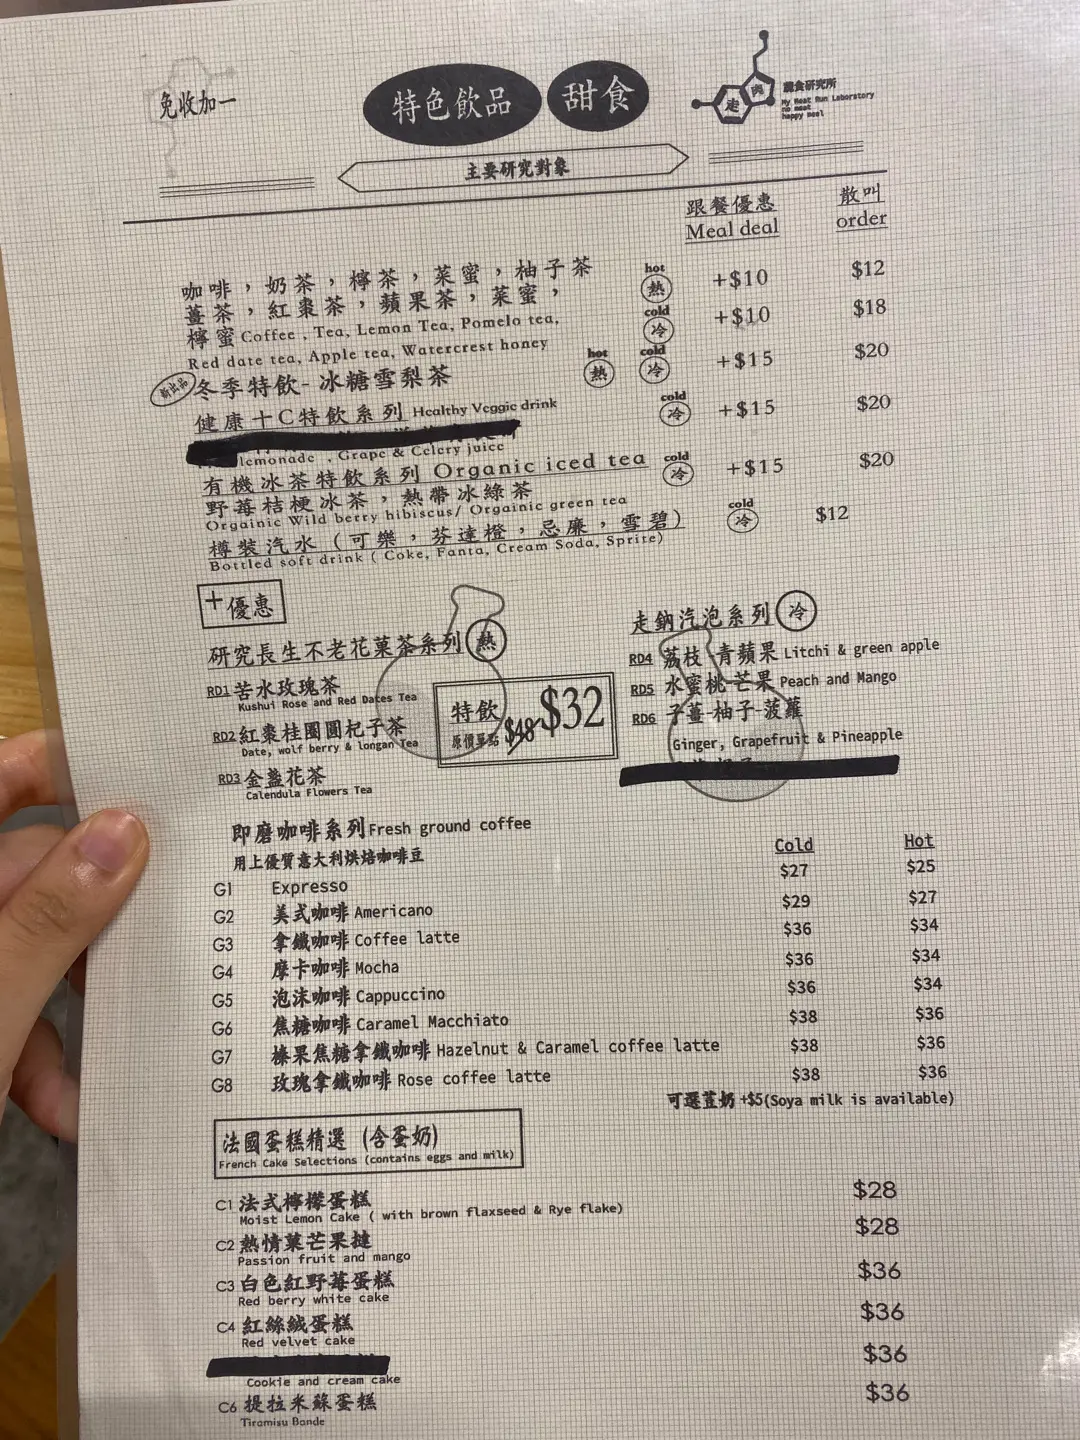 免收加一
特色飲品
甜食
走肉
蔬食研究所
My Meat Run Laboratory
no meat
happy meal
主要研究對象
跟餐優惠 散叫
Meal deal order
咖啡，奶茶，檸茶，菜蜜，柚子茶 hot 熱 +$10 $12
薑茶，紅棗茶，蘋果茶，菜蜜， cold 冷 +$10 $18
檸蜜 Coffee , Tea, Lemon Tea, Pomelo tea,
Red date tea, Apple tea, Watercrest honey
新出品 冬季特飲-冰糖雪梨茶 hot 熱 cold 冷 +$15 $20
健康十C特飲系列 Healthy Veggie drink cold 冷 +$15 $20
lemonade , Grape & Celery juice
有機冰茶特飲系列 Organic iced tea cold 冷 +$15 $20
野莓桔梗冰茶，熱帶冰綠茶
Orgainic Wild berry hibiscus/ Orgainic green tea
樽裝汽水（可樂，芬達橙，忌廉，雪碧） cold 冷 $12
Bottled soft drink ( Coke, Fanta, Cream Soda, Sprite)
+優惠
研究長生不老花菓茶系列 熱
RD1 苦水玫瑰茶
Kushui Rose and Red Dates Tea
RD2 紅棗桂圈圓杞子茶
Date, wolf berry & longan Tea
RD3 金盞花茶
Calendula Flowers Tea
特飲 $32
原價單點 $48
走鈉汽泡系列 冷
RD4 荔枝-青蘋果 Litchi & green apple
RD5 水蜜桃-芒果 Peach and Mango
RD6 子薑-柚子-菠蘿
Ginger, Grapefruit & Pineapple
即磨咖啡系列 Fresh ground coffee
用上優質意大利烘焙咖啡豆 Cold Hot
G1 Expresso $27 $25
G2 美式咖啡 Americano $29 $27
G3 拿鐵咖啡 Coffee latte $36 $34
G4 摩卡咖啡 Mocha $36 $34
G5 泡沫咖啡 Cappuccino $36 $34
G6 焦糖咖啡 Caramel Macchiato $38 $36
G7 榛果焦糖拿鐵咖啡 Hazelnut & Caramel coffee latte $38 $36
G8 玫瑰拿鐵咖啡 Rose coffee latte $38 $36
可選荳奶 +$5(Soya milk is available)
法國蛋糕精選 (含蛋奶)
French Cake Selections (contains eggs and milk)
C1 法式檸檬蛋糕 $28
Moist Lemon Cake ( with brown flaxseed & Rye flake)
C2 熱情菓芒果撻 $28
Passion fruit and mango
C3 白色紅野莓蛋糕 $36
Red berry white cake
C4 紅絲絨蛋糕 $36
Red velvet cake
$36
Cookie and cream cake
C6 提拉米蘇蛋糕 $36
Tiramisu Bande